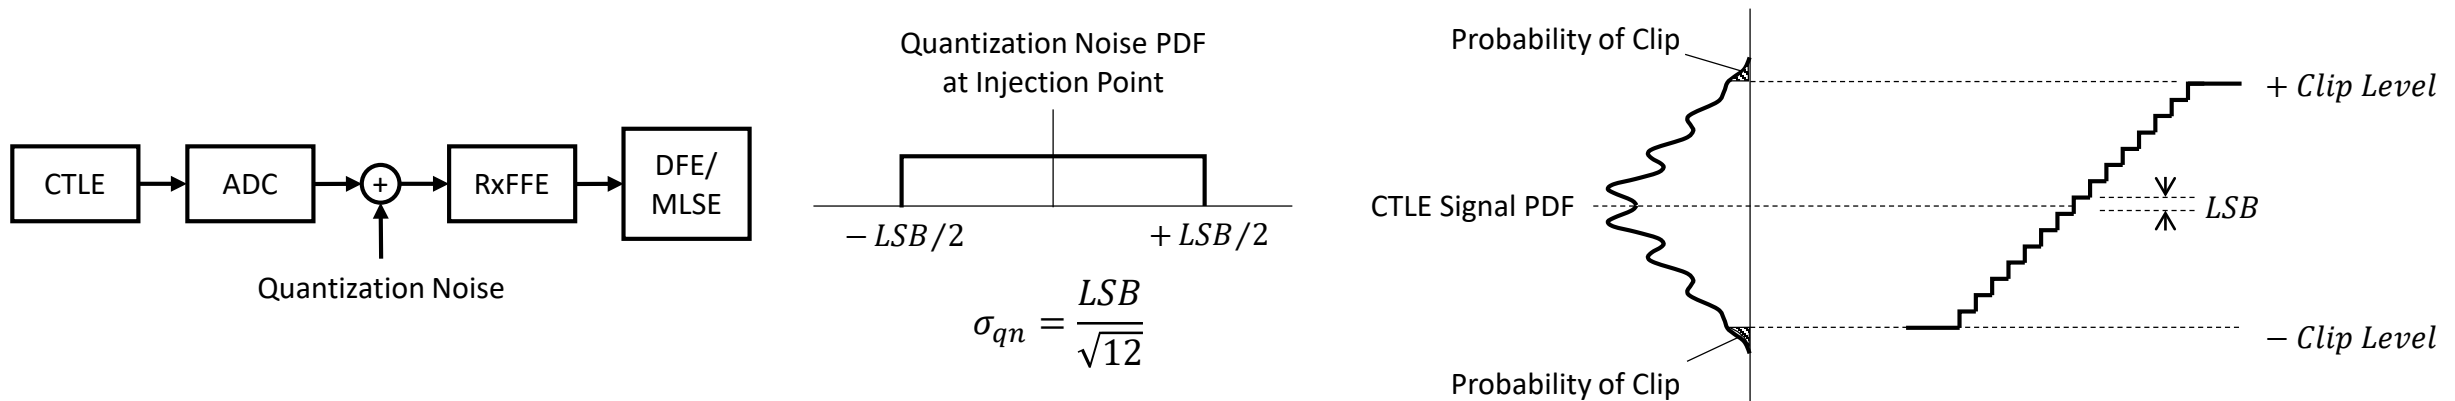 CTLE
ADC
+
RxFFE
DFE/
MLSE
Quantization Noise
Quantization Noise PDF
at Injection Point
− LSB/2
+ LSB/2
σ_qn = LSB/√12
Probability of Clip
CTLE Signal PDF
Probability of Clip
+ Clip Level
LSB
− Clip Level